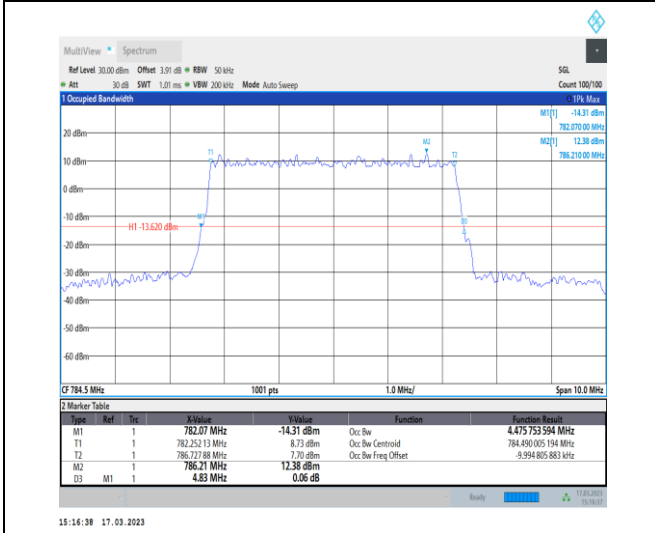 MultiView Spectrum
Ref Level 30.00 dBm Offset 3.91 dB RBW 50 kHz SGL
Att 30 dB SWT 1.01 ms VBW 200 kHz Mode Auto Sweep Count 100/100
1 Occupied Bandwidth 1Pk Max
M1[1] -14.31 dBm
782.070 00 MHz
M2[1] 12.38 dBm
786.210 00 MHz
20 dBm
M2
T1 T2
10 dBm
0 dBm
-10 dBm
M1 D3
H1 -13.620 dBm
-20 dBm
-30 dBm
-40 dBm
-50 dBm
-60 dBm
CF 784.5 MHz 1001 pts 1.0 MHz/ Span 10.0 MHz
2 Marker Table
Type Ref Trc X-Value Y-Value Function Function Result
M1 1 782.07 MHz -14.31 dBm Occ Bw 4.475 753 594 MHz
T1 1 782.252 13 MHz 8.73 dBm Occ Bw Centroid 784.490 005 194 MHz
T2 1 786.727 88 MHz 7.70 dBm Occ Bw Freq Offset -9.994 805 883 kHz
M2 1 786.21 MHz 12.38 dBm
D3 M1 1 4.83 MHz 0.06 dB
Ready 17.03.2023
15:16:37
15:16:38 17.03.2023